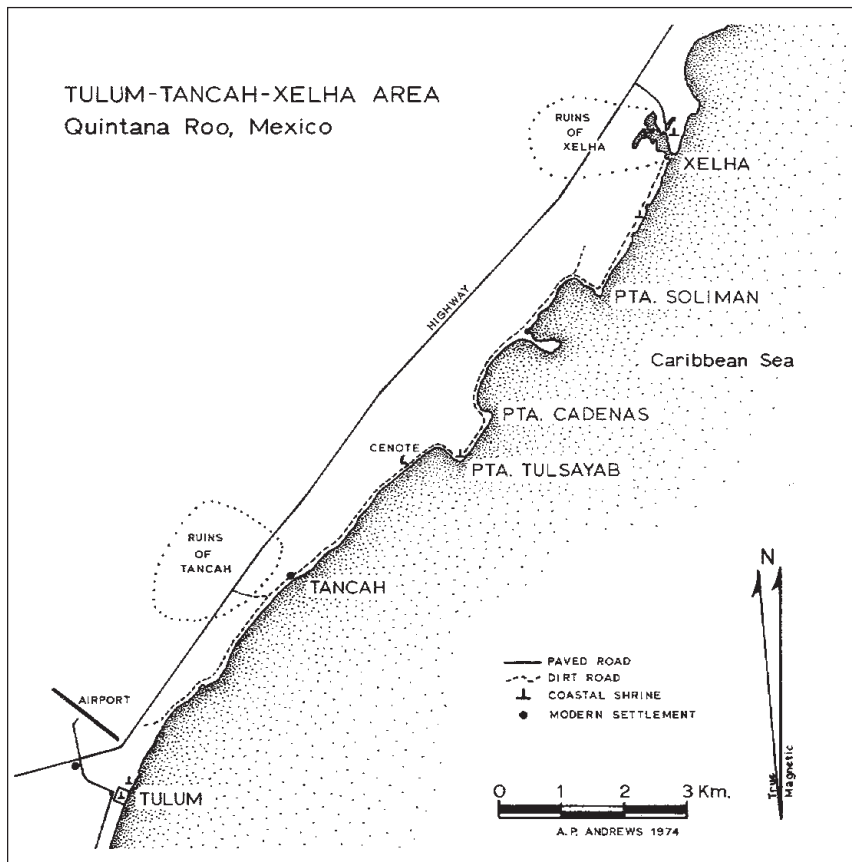 TULUM-TANCAH-XELHA AREA
Quintana Roo, Mexico
RUINS
OF
XELHA
XELHA
PTA. SOLIMAN
HIGHWAY
Caribbean Sea
PTA. CADENAS
CENOTE
PTA. TULSAYAB
RUINS
OF
TANCAH
TANCAH
N
PAVED ROAD
DIRT ROAD
COASTAL SHRINE
MODERN SETTLEMENT
AIRPORT
TULUM
True
Magnetic
0 1 2 3 Km.
A.P. ANDREWS 1974